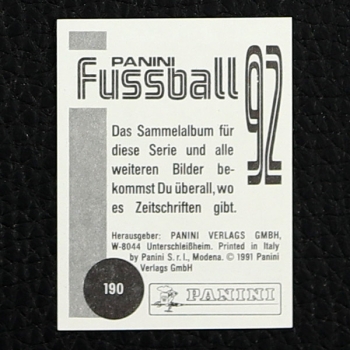 PANINI
Fussball 92
Das Sammelalbum für
diese Serie und alle
weiteren Bilder be-
kommst Du überall, wo
es Zeitschriften gibt.
Herausgeber: PANINI VERLAGS GMBH,
W-8044 Unterschleißheim. Printed in Italy
by Panini S. r. l., Modena. © 1991 Panini
Verlags GmbH
190
PANINI